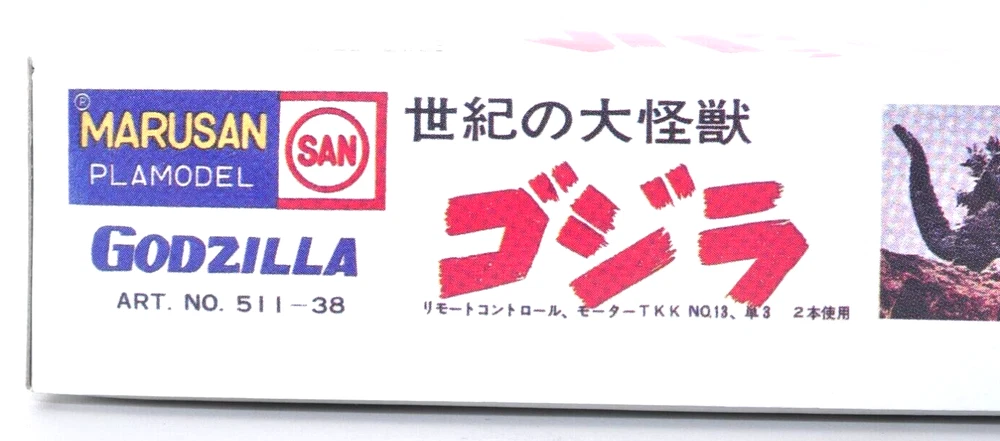 ®
MARUSAN
PLAMODEL
SAN
GODZILLA
ART. NO. 511-38
世紀の大怪獣
ゴジラ
リモートコントロール、モーターTKK NO.13、単3 2本使用